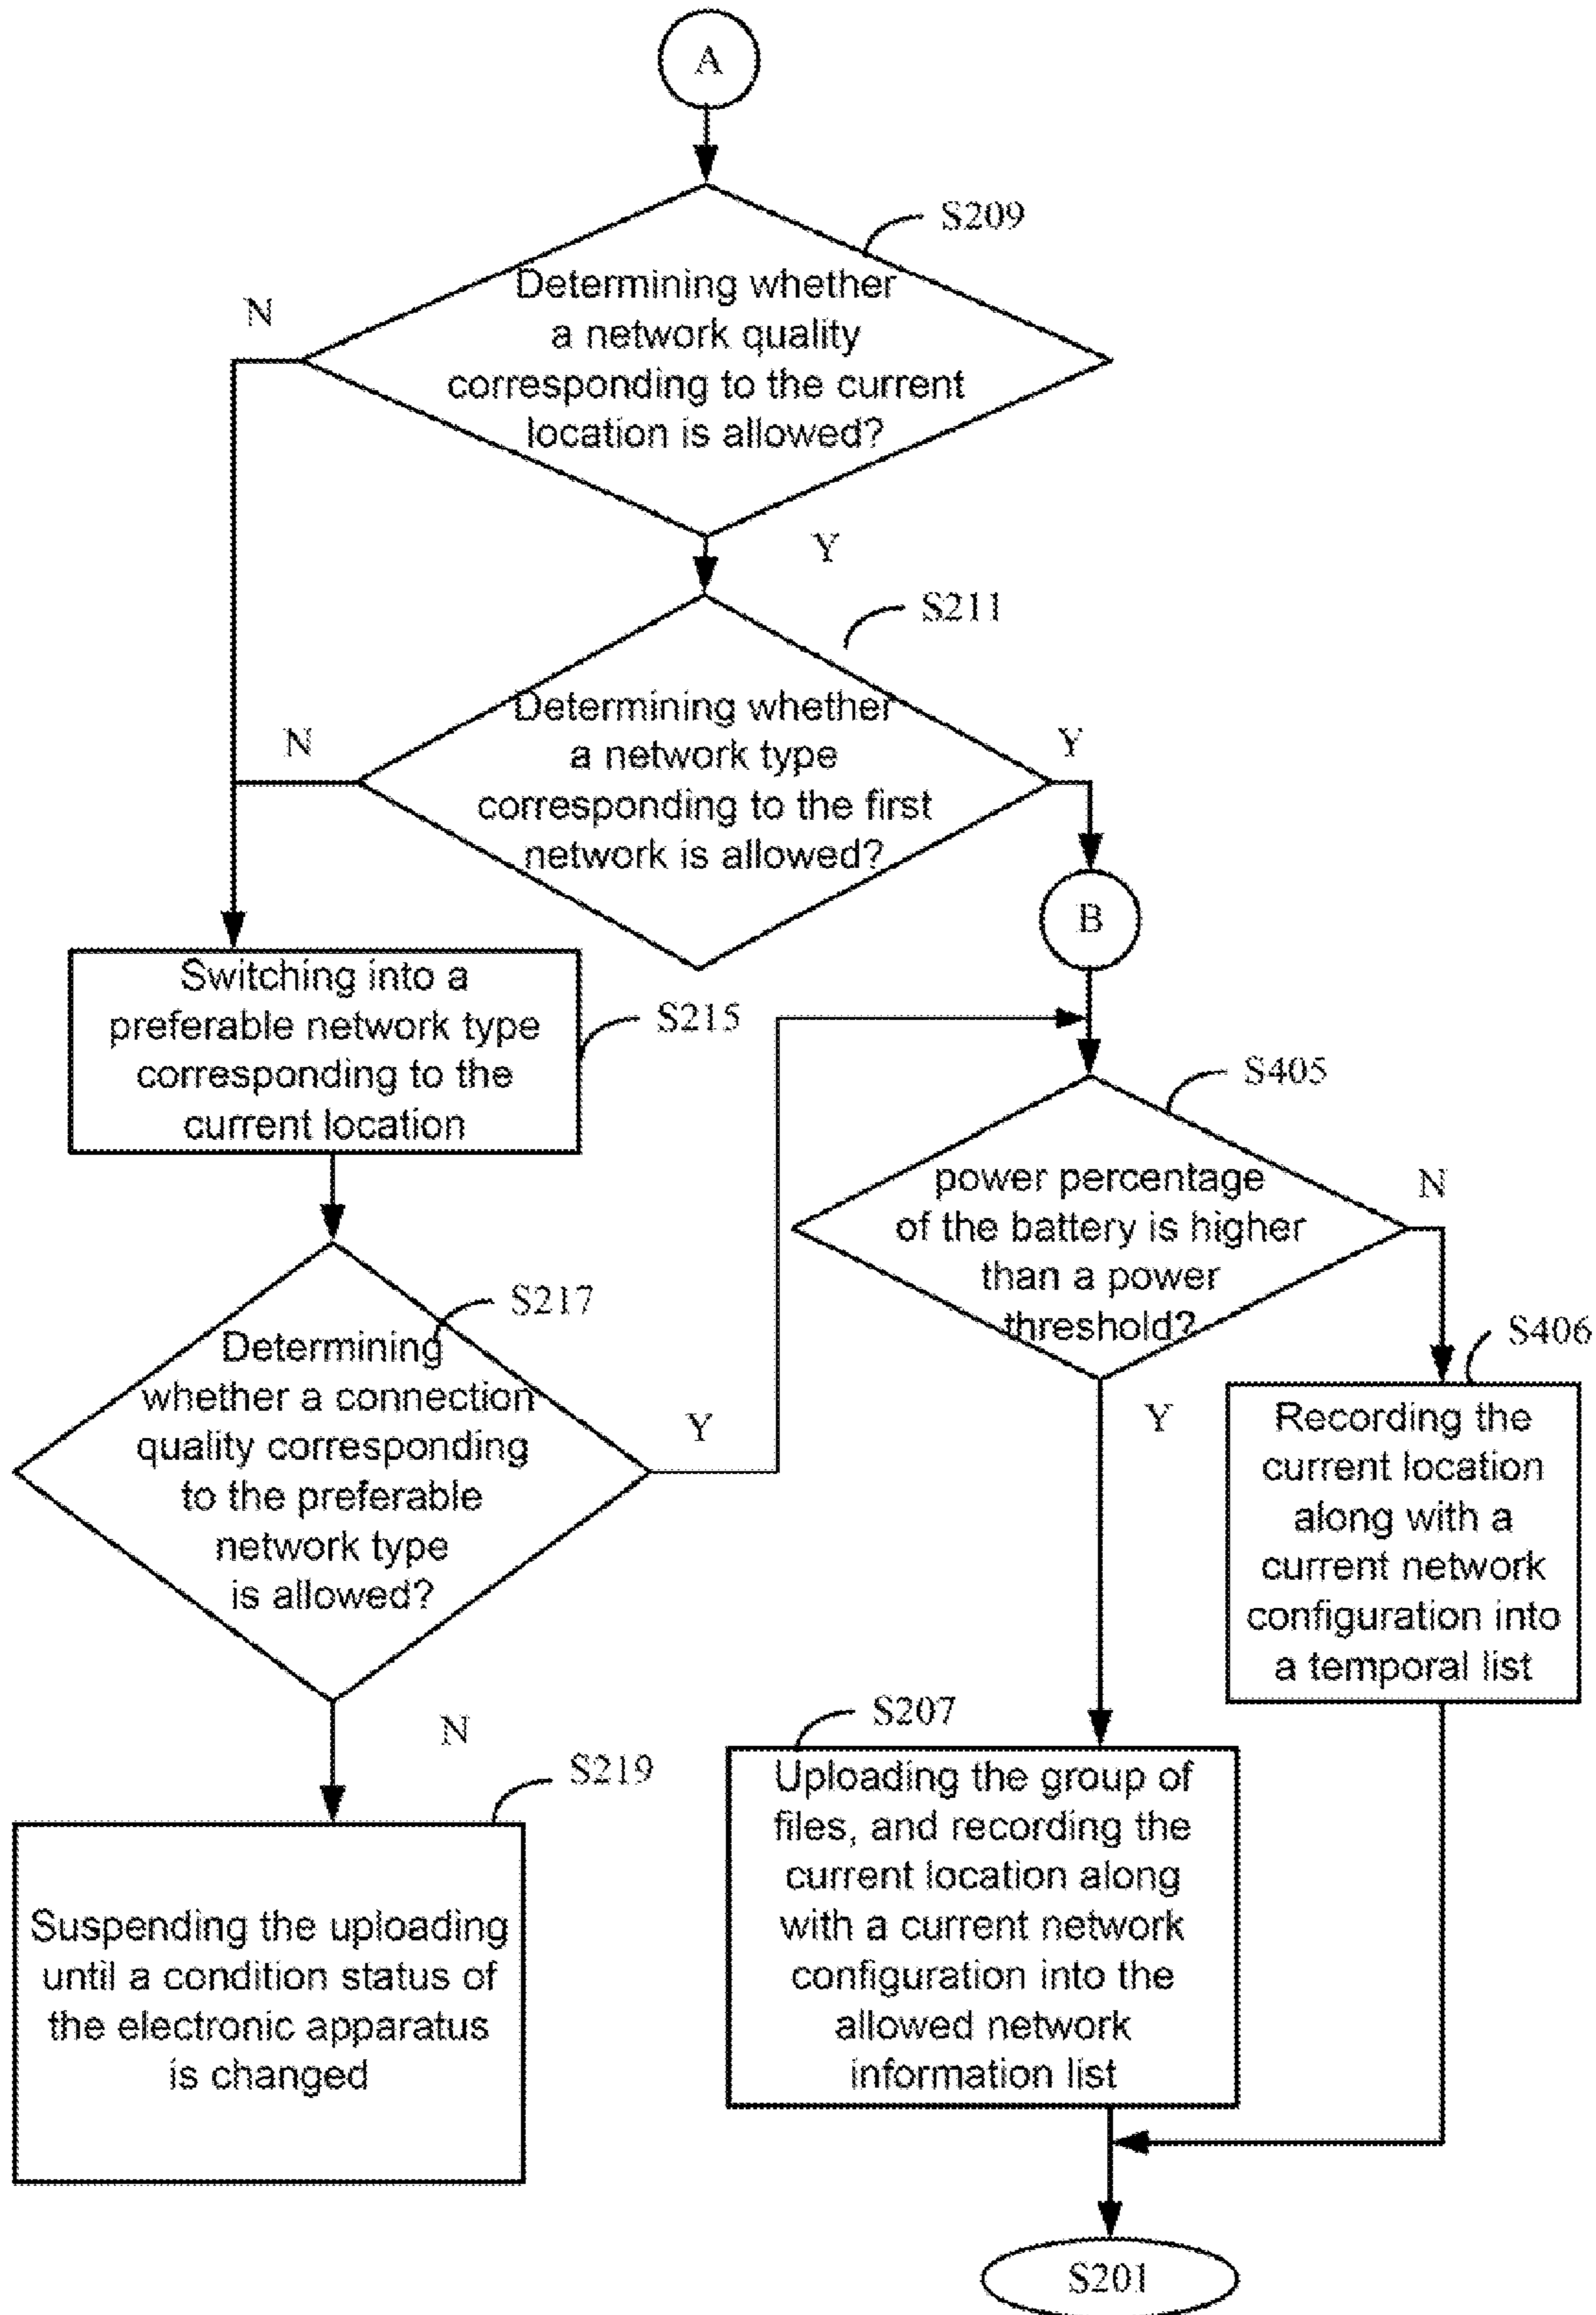 A
S209
Determining whether
a network quality
corresponding to the current
location is allowed?
N
Y
S211
Determining whether
a network type
corresponding to the first
network is allowed?
N
Y
B
Switching into a
preferable network type
corresponding to the
current location
S215
S405
power percentage
of the battery is higher
than a power
threshold?
N
Y
S217
Determining
whether a connection
quality corresponding
to the preferable
network type
is allowed?
Y
N
S406
Recording the
current location
along with a
current network
configuration into
a temporal list
S207
Uploading the group of
files, and recording the
current location along
with a current network
configuration into the
allowed network
information list
S219
Suspending the uploading
until a condition status of
the electronic apparatus
is changed
S201